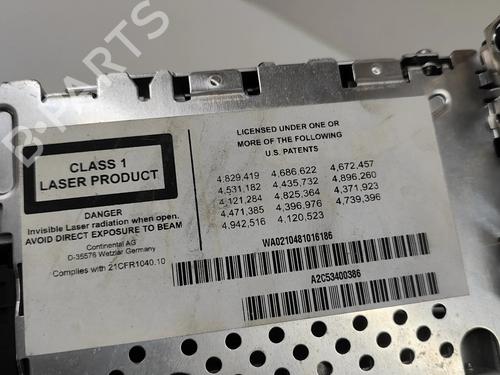 B-PARTS
CLASS 1
LASER PRODUCT
DANGER
Invisible Laser radiation when open.
AVOID DIRECT EXPOSURE TO BEAM
Continental AG
D-35576 Wetzlar Germany
Complies with 21CFR1040.10
LICENSED UNDER ONE OR
MORE OF THE FOLLOWING
U.S. PATENTS
4,829,419 4,686,622 4,672,457
4,531,182 4,435,732 4,896,260
4,121,284 4,825,364 4,371,923
4,471,385 4,396,976 4,739,396
4,942,516 4,120,523
WA0210481016186
A2C53400386